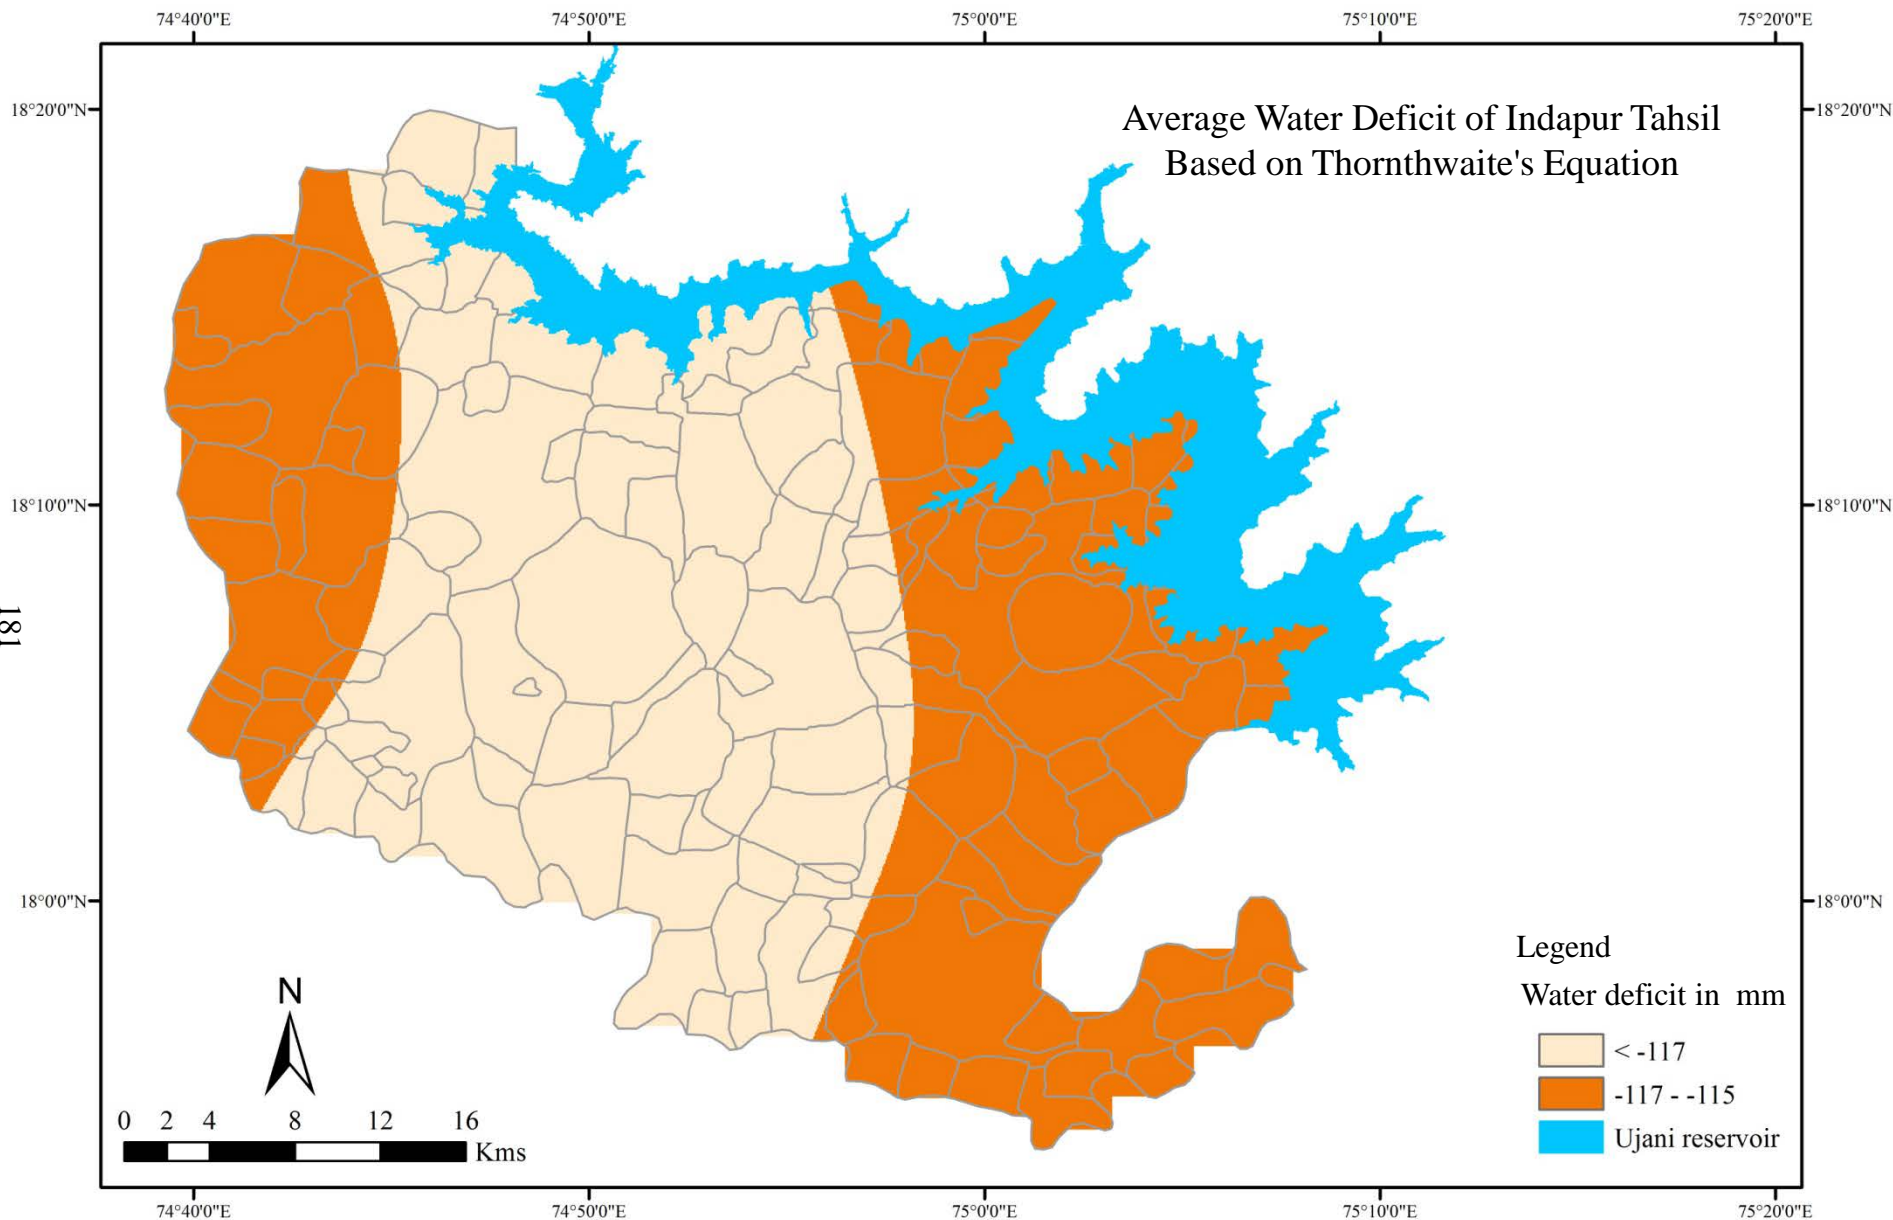 74°40'0"E 74°50'0"E 75°00'0"E 75°10'0"E 75°20'0"E
18°20'0"N 18°20'0"N
Average Water Deficit of Indapur Tahsil
Based on Thornthwaite's Equation
18°10'0"N 18°10'0"N
181
18°0'0"N 18°0'0"N
Legend
Water deficit in mm
< -117
-117 - -115
Ujani reservoir
N
0 2 4 8 12 16
Kms
74°40'0"E 74°50'0"E 75°00'0"E 75°10'0"E 75°20'0"E